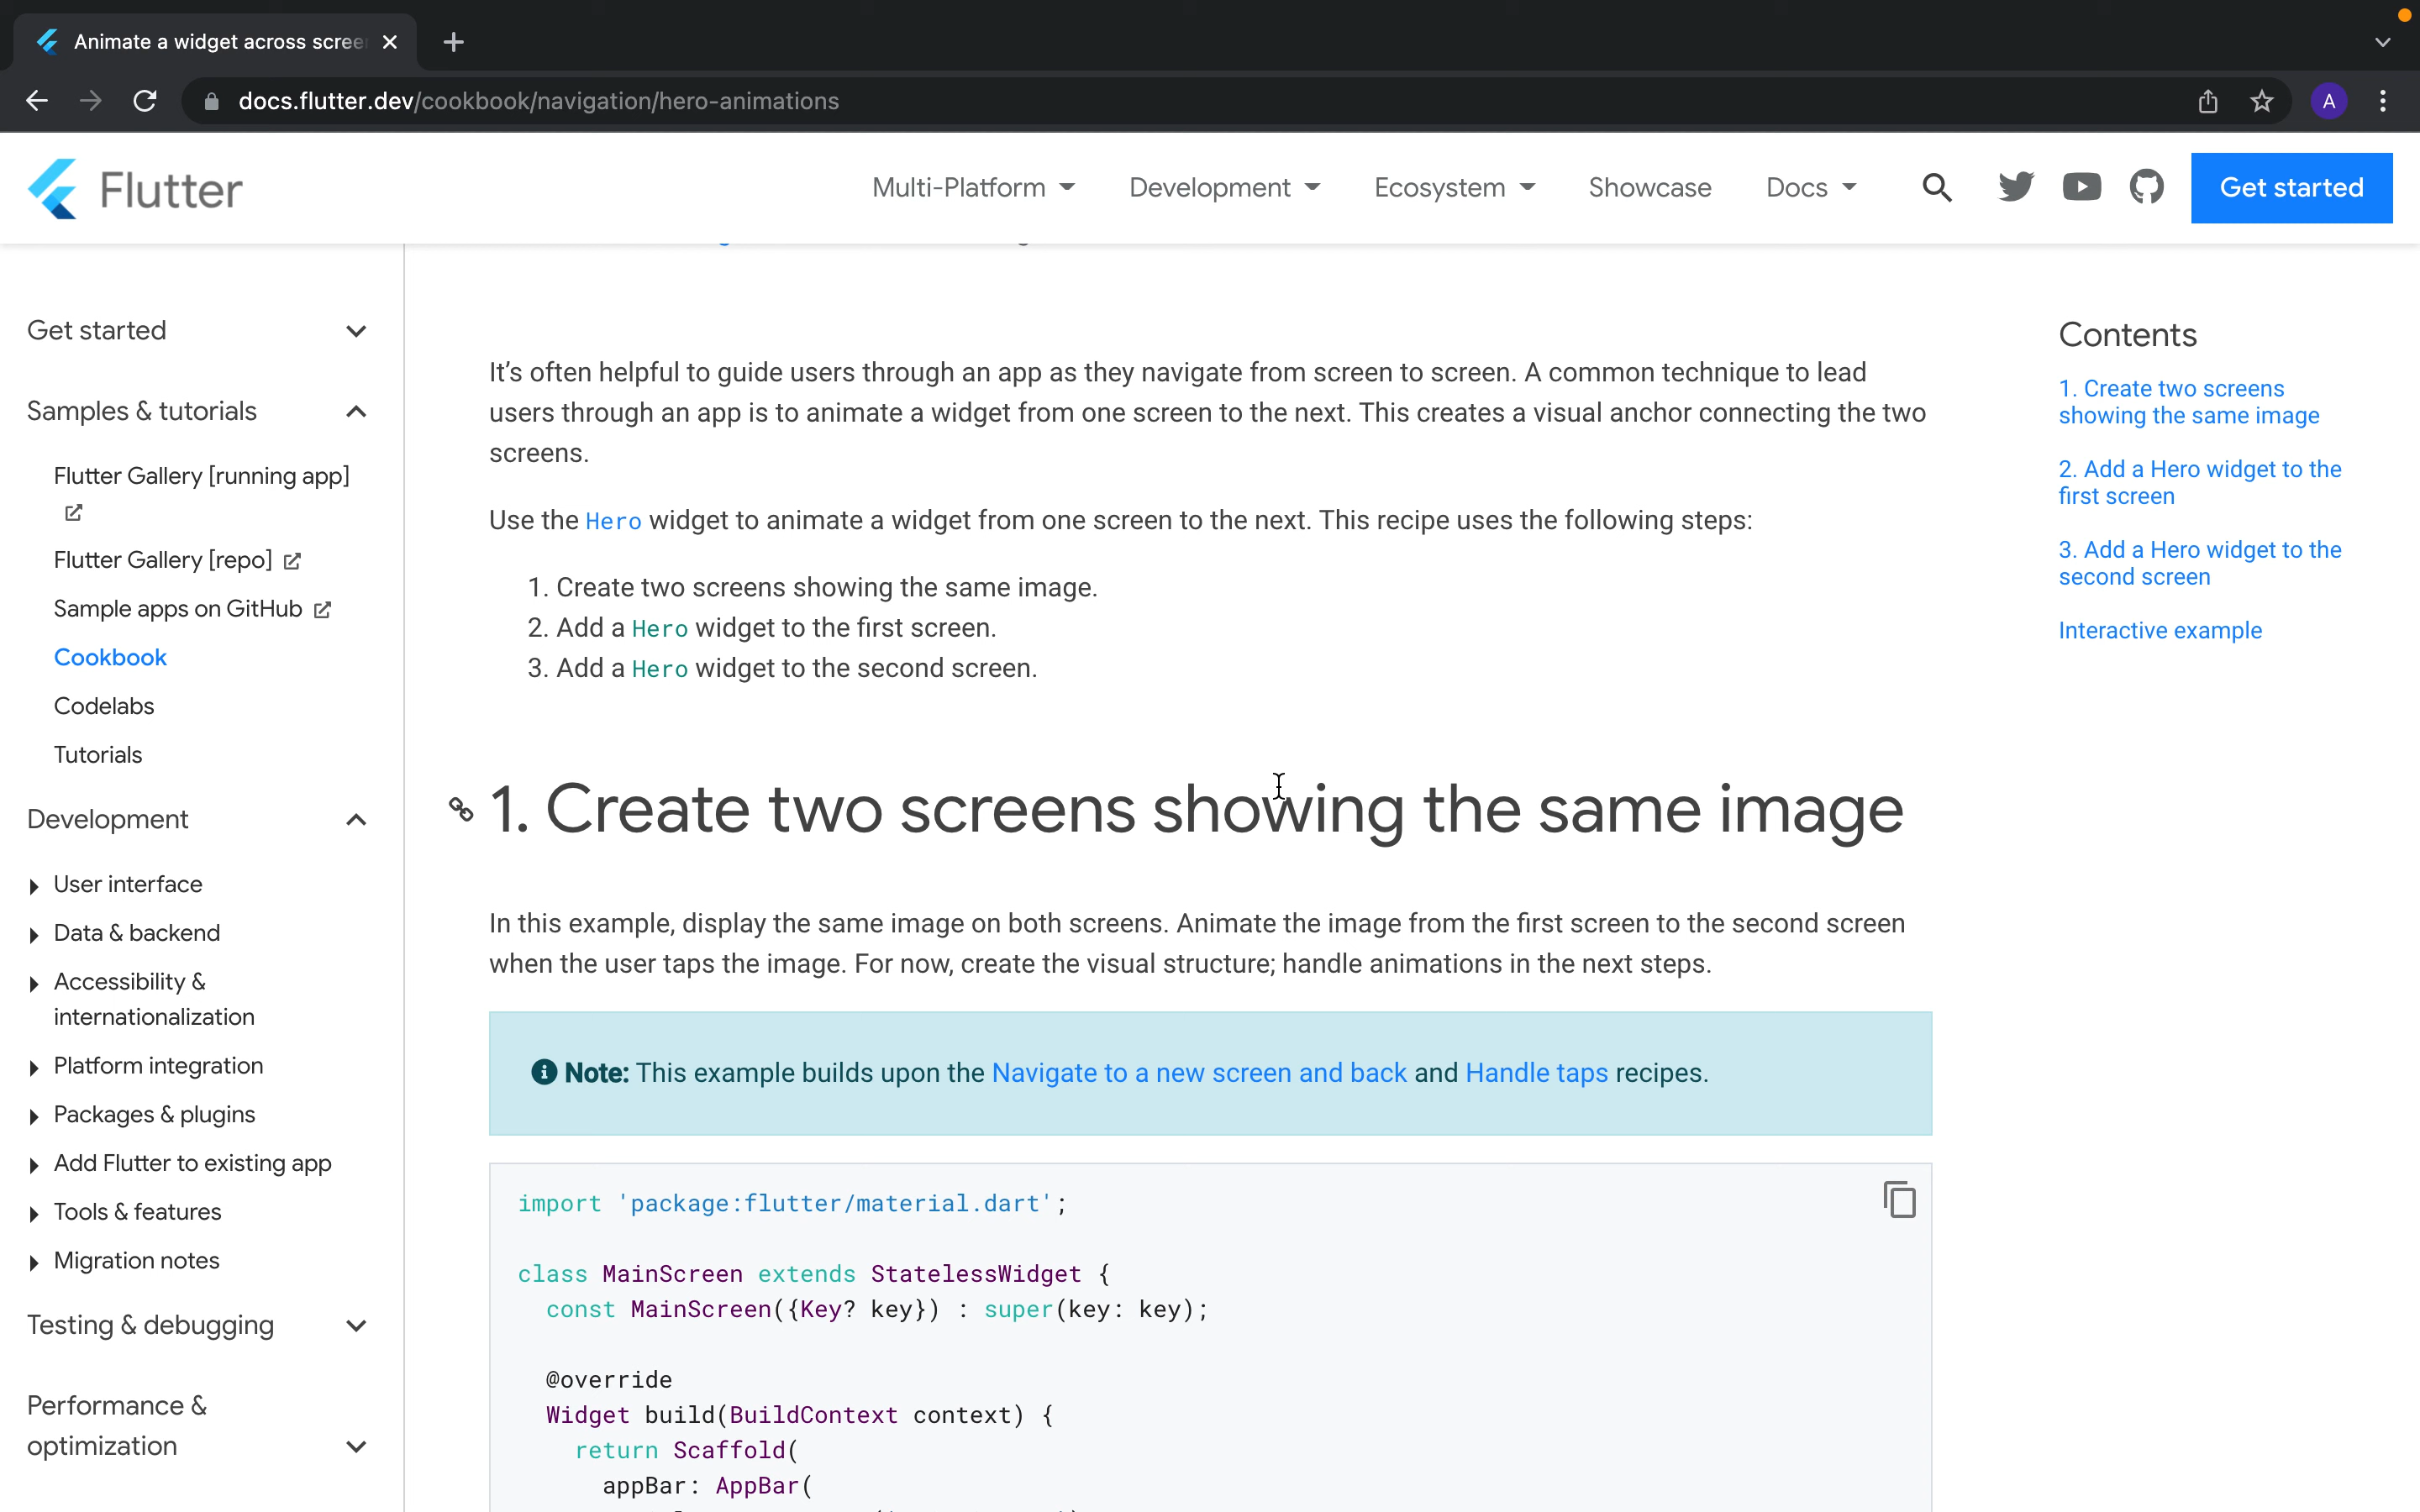 Animate a widget across scree
docs.flutter.dev/cookbook/navigation/hero-animations
A
Flutter
Multi-Platform
Development
Ecosystem
Showcase
Docs
Get started
Get started
Samples & tutorials
Flutter Gallery [running app]
Flutter Gallery [repo]
Sample apps on GitHub
Cookbook
Codelabs
Tutorials
Development
User interface
Data & backend
Accessibility &
internationalization
Platform integration
Packages & plugins
Add Flutter to existing app
Tools & features
Migration notes
Testing & debugging
Performance &
optimization
It's often helpful to guide users through an app as they navigate from screen to screen. A common technique to lead
users through an app is to animate a widget from one screen to the next. This creates a visual anchor connecting the two
screens.
Use the Hero widget to animate a widget from one screen to the next. This recipe uses the following steps:
1. Create two screens showing the same image.
2. Add a Hero widget to the first screen.
3. Add a Hero widget to the second screen.
1. Create two screens showing the same image
In this example, display the same image on both screens. Animate the image from the first screen to the second screen
when the user taps the image. For now, create the visual structure; handle animations in the next steps.
Note: This example builds upon the Navigate to a new screen and back and Handle taps recipes.
import 'package:flutter/material.dart';
class MainScreen extends StatelessWidget {
const MainScreen({Key? key}) : super(key: key);
@override
Widget build(BuildContext context) {
return Scaffold(
appBar: AppBar(
Contents
1. Create two screens
showing the same image
2. Add a Hero widget to the
first screen
3. Add a Hero widget to the
second screen
Interactive example